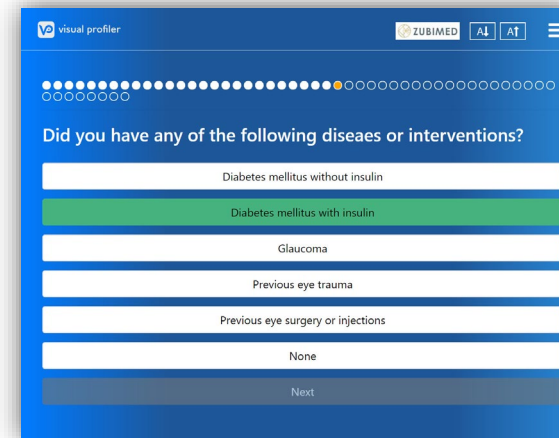 VP visual profiler
ZUBIMED A↓ A↑
Did you have any of the following diseaes or interventions?
Diabetes mellitus without insulin
Diabetes mellitus with insulin
Glaucoma
Previous eye trauma
Previous eye surgery or injections
None
Next